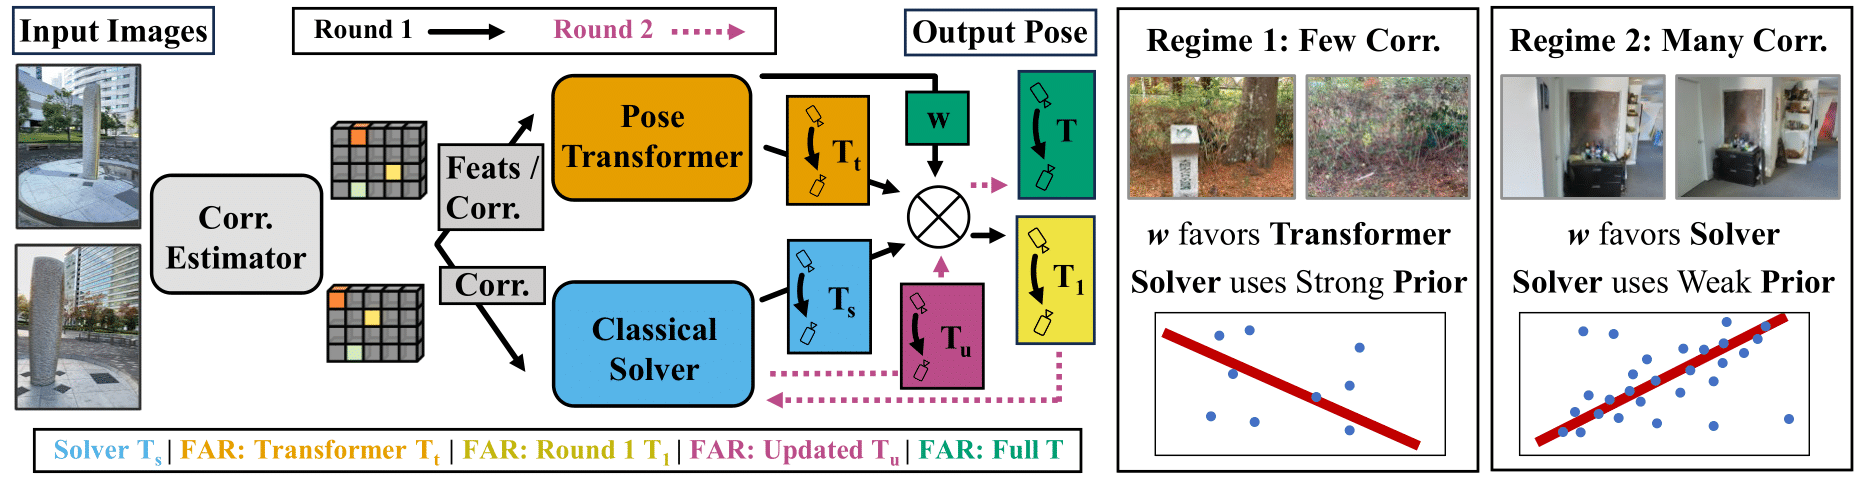 Input Images
Round 1
Round 2
Output Pose
Corr.
Estimator
Feats /
Corr.
Corr.
Pose
Transformer
Classical
Solver
T_t
T_s
w
T_u
T
T_1
Solver T_s | FAR: Transformer T_t | FAR: Round 1 T_1 | FAR: Updated T_u | FAR: Full T
Regime 1: Few Corr.
w favors Transformer
Solver uses Strong Prior
Regime 2: Many Corr.
w favors Solver
Solver uses Weak Prior